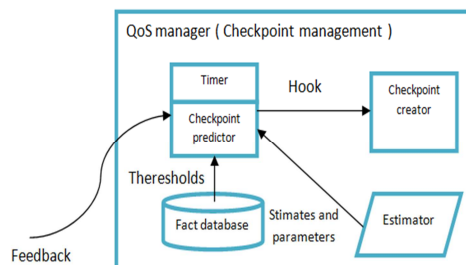 QoS manager ( Checkpoint management )
Timer
Hook
Checkpoint
creator
Checkpoint
predictor
Theresholds
Fact database
Stimates and
parameters
Estimator
Feedback